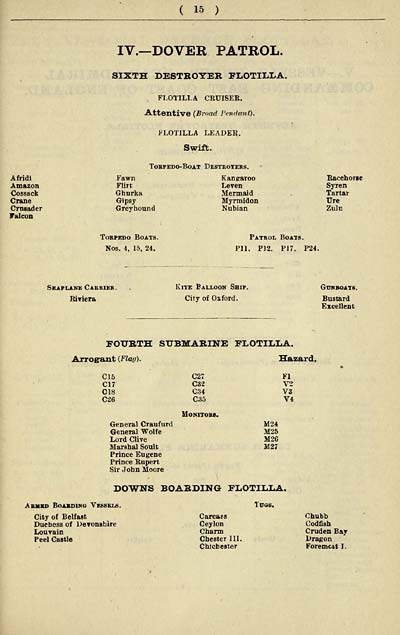 ( 15 )
IV.—DOVER PATROL.
SIXTH DESTROYER FLOTILLA.
FLOTILLA CRUISER.
Attentive (Broad Pendant).
FLOTILLA LEADER.
Swift.
TORPEDO-BOAT DESTROYERS.
Afridi Fawn Kangaroo Racehorse
Amazon Flirt Leven Syren
Cossack Ghurka Mermaid Tartar
Crane Gipsy Myrmidon Ure
Crusader Greyhound Nubian Zulu
Falcon
TORPEDO BOATS. PATROL BOATS.
Nos. 4, 15, 24. P11. P12. P17. P24.
SEAPLANE CARRIER. KITE BALLOON SHIP. GUNBOATS.
Riviera City of Oxford. Bustard
Excellent
FOURTH SUBMARINE FLOTILLA.
Arrogant (Flag). Hazard.
C15 C27 F1
C17 C32 V2
C18 C34 V3
C26 C35 V4
MONITORS.
General Craufurd M24
General Wolfe M25
Lord Clive M26
Marshal Soult M27
Prince Eugene
Prince Rupert
Sir John Moore
DOWNS BOARDING FLOTILLA.
ARMED BOARDING VESSELS. TUGS.
City of Belfast Carcass Chubb
Duchess of Devonshire Ceylon Codfish
Louvain Charm Cruden Bay
Peel Castle Chester III. Dragon
Chichester Foremost I.